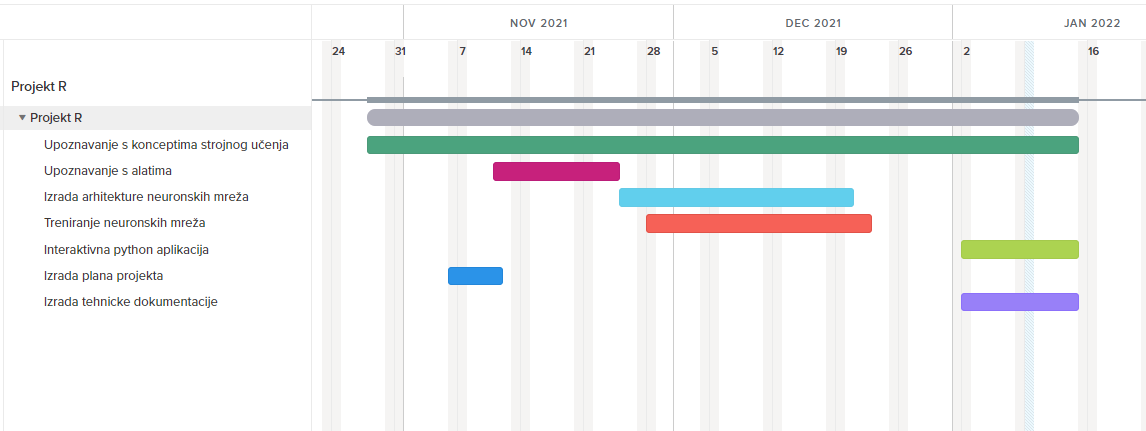 NOV 2021 DEC 2021 JAN 2022
24 31 7 14 21 28 5 12 19 26 2 16
Projekt R
Projekt R
Upoznavanje s konceptima strojnog učenja
Upoznavanje s alatima
Izrada arhitekture neuronskih mreža
Treniranje neuronskih mreža
Interaktivna python aplikacija
Izrada plana projekta
Izrada tehnicke dokumentacije